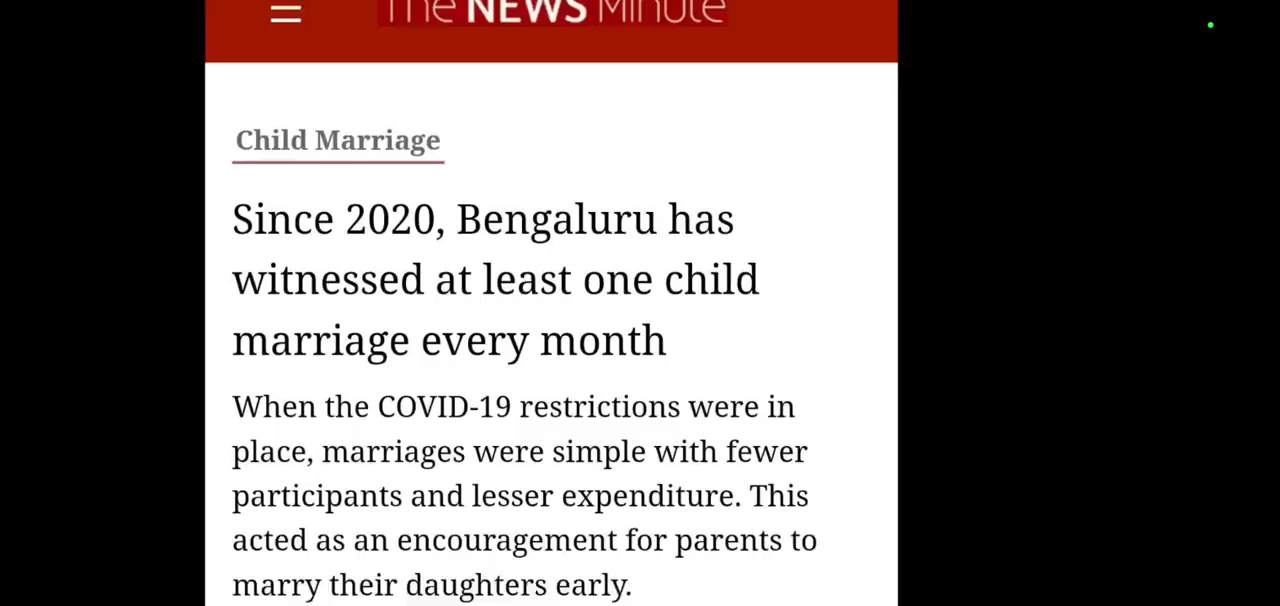 The NEWS Minute
Child Marriage
Since 2020, Bengaluru has
witnessed at least one child
marriage every month
When the COVID-19 restrictions were in
place, marriages were simple with fewer
participants and lesser expenditure. This
acted as an encouragement for parents to
marry their daughters early.